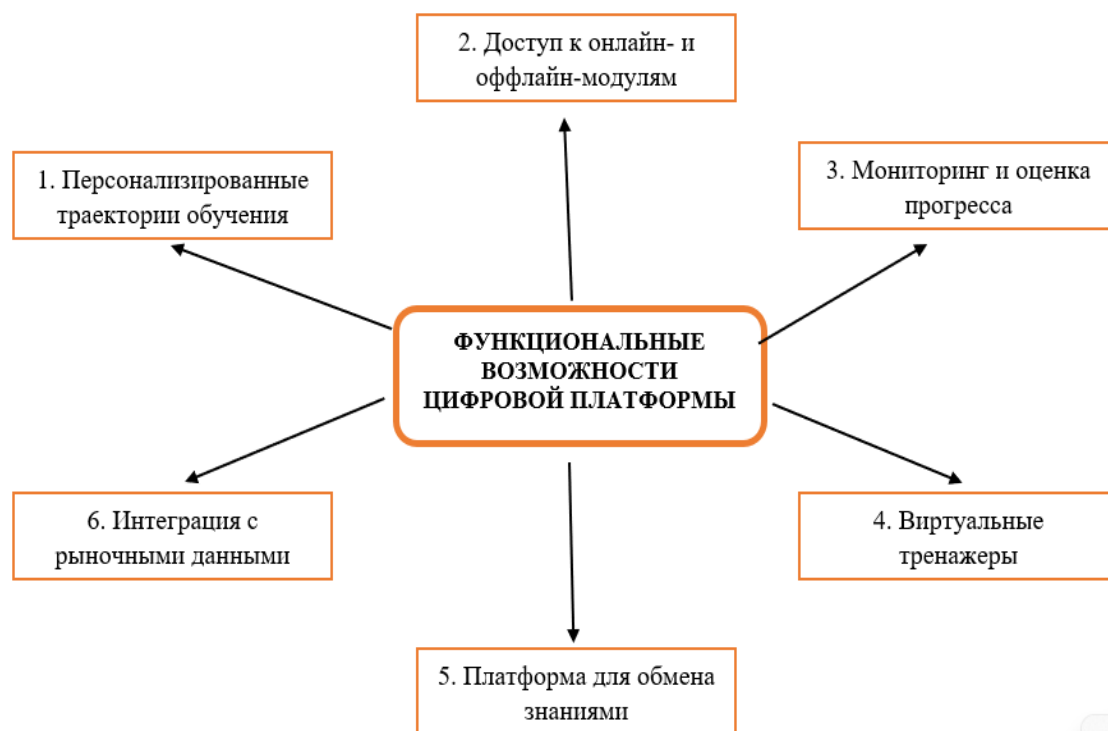 2. Доступ к онлайн- и
оффлайн-модулям
1. Персонализированные
траектории обучения
3. Мониторинг и оценка
прогресса
ФУНКЦИОНАЛЬНЫЕ
ВОЗМОЖНОСТИ
ЦИФРОВОЙ ПЛАТФОРМЫ
6. Интеграция с
рыночными данными
4. Виртуальные
тренажеры
5. Платформа для обмена
знаниями